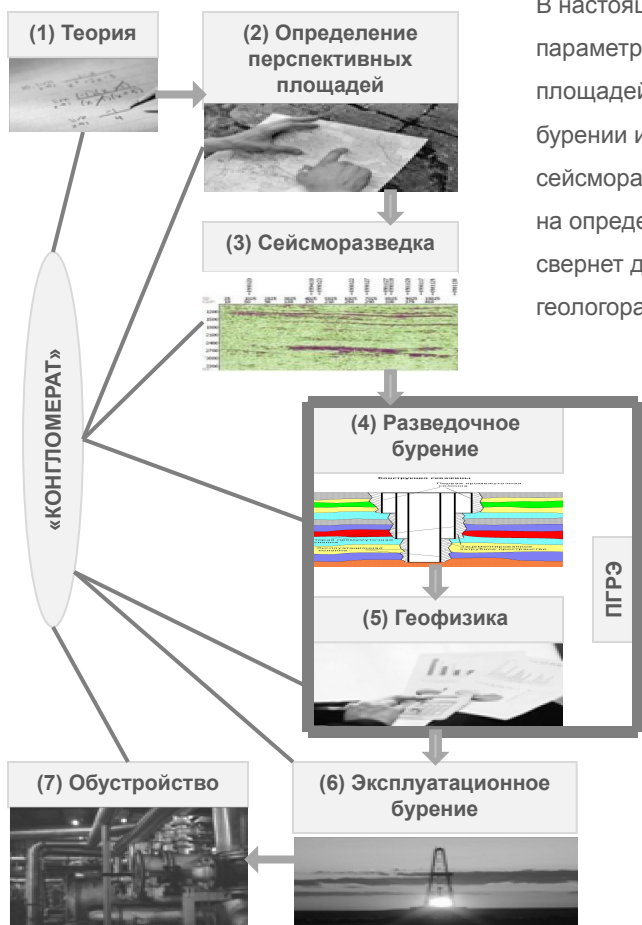 (1) Теория
(2) Определение
перспективных
площадей
(3) Сейсморазведка
(4) Разведочное
бурение
(5) Геофизика
(6) Эксплуатационное
бурение
(7) Обустройство
«КОНГЛОМЕРАТ»
ПГРЭ
В настоящ
параметр
площадей
бурении и
сейсмора
на опреде
свернет д
геологора